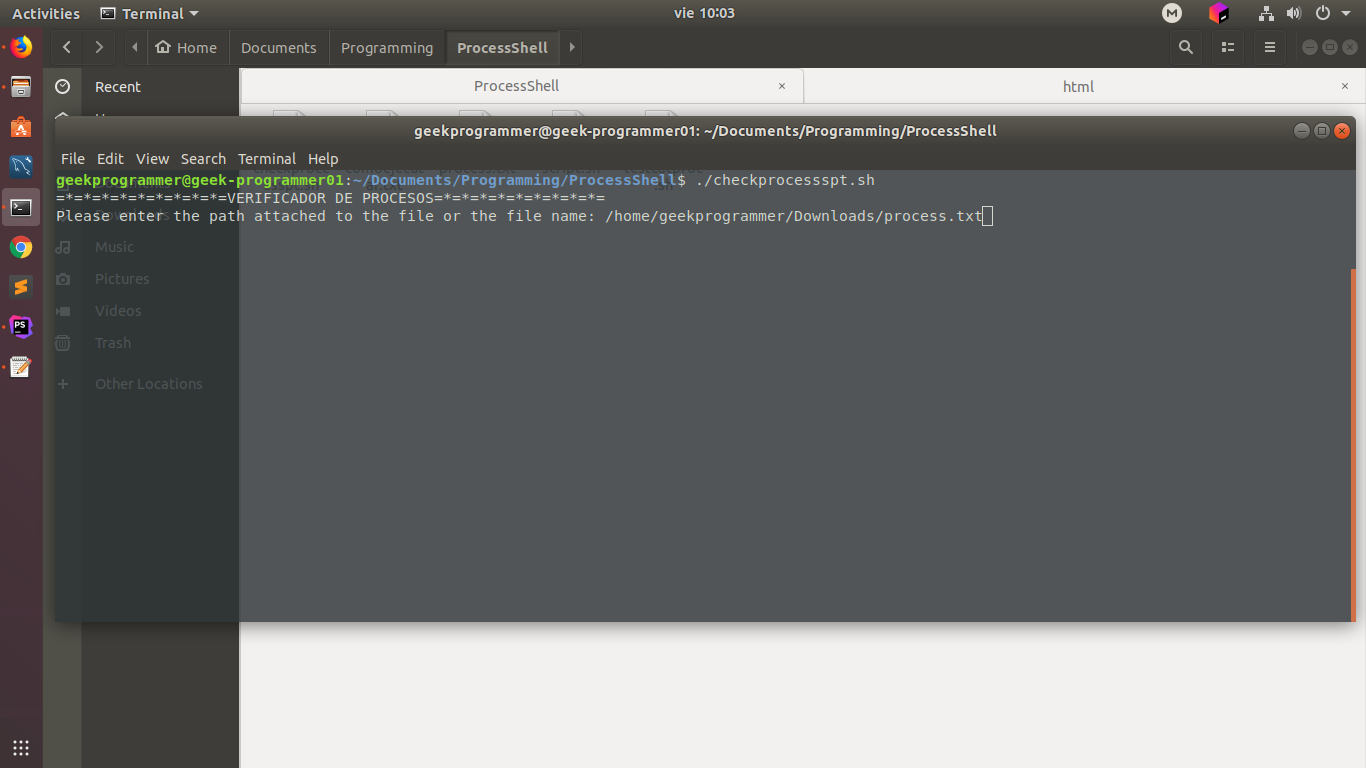 Activities Terminal vie 10:03 M
Home Documents Programming ProcessShell
Recent ProcessShell × html ×
geekprogrammer@geek-programmer01: ~/Documents/Programming/ProcessShell
File Edit View Search Terminal Help
geekprogrammer@geek-programmer01:~/Documents/Programming/ProcessShell$ ./checkprocessspt.sh
=*=*=*=*=*=*=*=*=*=VERIFICADOR DE PROCESOS=*=*=*=*=*=*=*=*=*=
Please enter the path attached to the file or the file name: /home/geekprogrammer/Downloads/process.txt
Music
Pictures
Videos
PS
Trash
Other Locations